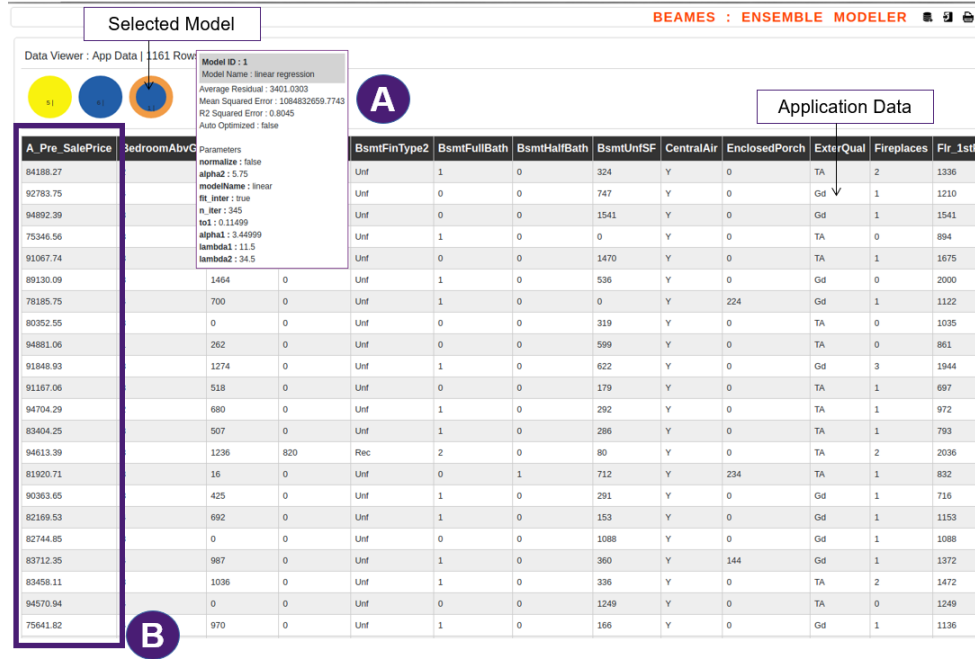 BEAMES : ENSEMBLE MODELER
Selected Model
Data Viewer : App Data | 1161 Row
Model ID : 1
Model Name : linear regression
Average Residual : 3401.0303
Mean Squared Error : 1084832659.7743
R2 Squared Error : 0.8045
Auto Optimized : false
Parameters
normalize : false
alpha2 : 5.75
modelName : linear
fit_inter : true
n_iter : 345
to1 : 0.11499
alpha1 : 3.44999
lambda1 : 11.5
lambda2 : 34.5
A
5 |
Application Data
A_Pre_SalePrice BedroomAbvG BsmtFinType2 BsmtFullBath BsmtHalfBath BsmtUnfSF CentralAir EnclosedPorch ExterQual Fireplaces Flr_1st
84188.27 Unf 1 0 324 Y 0 TA 2 1336
92783.75 Unf 0 0 747 Y 0 Gd 1 1210
94892.39 Unf 0 0 1541 Y 0 Gd 1 1541
75346.56 Unf 1 0 0 Y 0 TA 0 894
91067.74 Unf 0 0 1470 Y 0 TA 1 1675
89130.09 1464 0 Unf 1 0 536 Y 0 Gd 0 2000
78185.75 700 0 Unf 1 0 0 Y 224 Gd 1 1122
80352.55 0 0 Unf 0 0 319 Y 0 TA 0 1035
94881.06 262 0 Unf 0 0 599 Y 0 TA 0 861
91848.93 1274 0 Unf 1 0 622 Y 0 Gd 3 1944
91167.06 518 0 Unf 0 0 179 Y 0 TA 1 697
94704.29 680 0 Unf 1 0 292 Y 0 TA 1 972
83404.25 507 0 Unf 1 0 286 Y 0 TA 1 793
94613.39 1236 820 Rec 2 0 80 Y 0 TA 2 2036
81920.71 16 0 Unf 0 1 712 Y 234 TA 1 832
90363.65 425 0 Unf 1 0 291 Y 0 Gd 1 716
82169.53 692 0 Unf 1 0 153 Y 0 Gd 1 1153
82744.85 0 0 Unf 0 0 1088 Y 0 Gd 1 1088
83712.35 987 0 Unf 1 0 360 Y 144 Gd 1 1372
83458.11 1036 0 Unf 1 0 336 Y 0 TA 2 1472
94570.94 0 0 Unf 0 0 1249 Y 0 TA 0 1249
75641.82 970 0 Unf 1 0 166 Y 0 Gd 1 1136
B